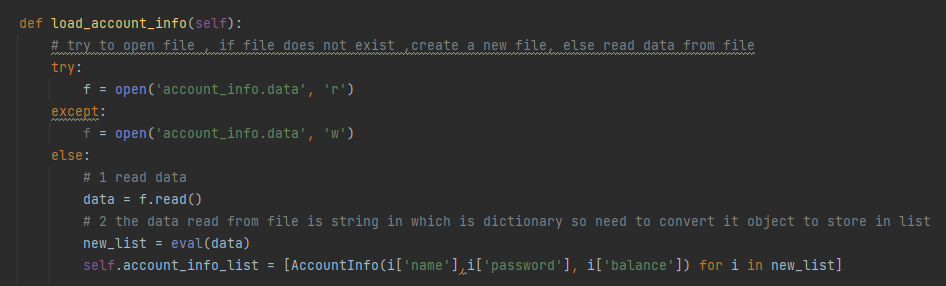 def load_account_info(self):
# try to open file , if file does not exist ,create a new file, else read data from file
try:
f = open('account_info.data', 'r')
except:
f = open('account_info.data', 'w')
else:
# 1 read data
data = f.read()
# 2 the data read from file is string in which is dictionary so need to convert it object to store in list
new_list = eval(data)
self.account_info_list = [AccountInfo(i['name'],i['password'], i['balance']) for i in new_list]